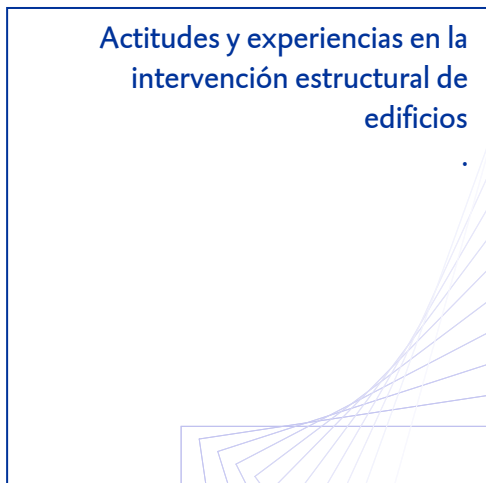 Actitudes y experiencias en la
intervención estructural de
edificios
.